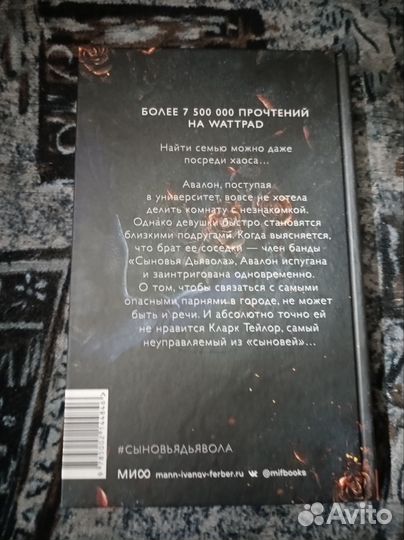 БОЛЕЕ 7 500 000 ПРОЧТЕНИЙ
НА WATTPAD
Найти семью можно даже
посреди хаоса...
Авалон, поступая
в университет, вовсе не хотела
делить комнату с незнакомкой.
Однако девушки быстро становятся
близкими подругами. Когда выясняется,
что брат ее соседки — член банды
«Сыновья Дьявола», Авалон испугана
и заинтригована одновременно.
О том, чтобы связаться с самыми
опасными парнями в городе, не может
быть и речи. И абсолютно точно ей
не нравится Кларк Тейлор, самый
неуправляемый из «сыновей»...
#СЫНОВЬЯДЬЯВОЛА
МИФ mann-ivanov-ferber.ru @mifbooks
Avito